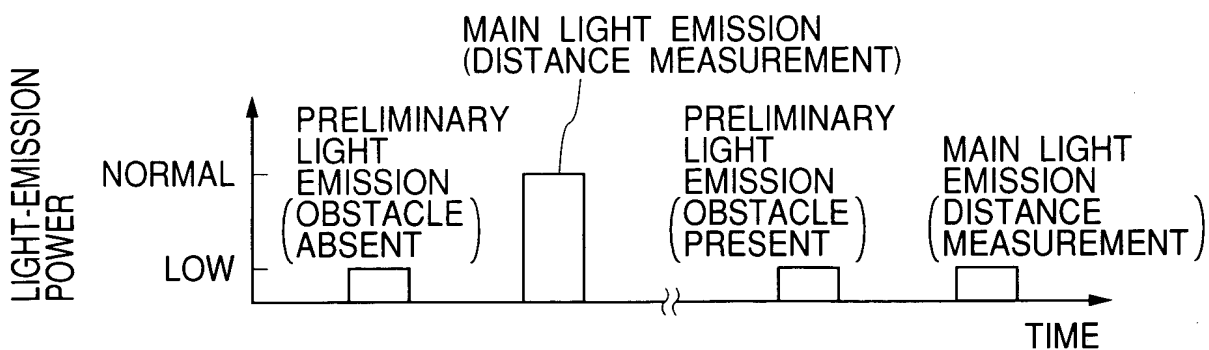 MAIN LIGHT EMISSION
(DISTANCE MEASUREMENT)
LIGHT-EMISSION
POWER
NORMAL
LOW
PRELIMINARY
LIGHT
EMISSION
(OBSTACLE
ABSENT)
PRELIMINARY
LIGHT
EMISSION
(OBSTACLE
PRESENT)
MAIN LIGHT
EMISSION
(DISTANCE
MEASUREMENT)
TIME